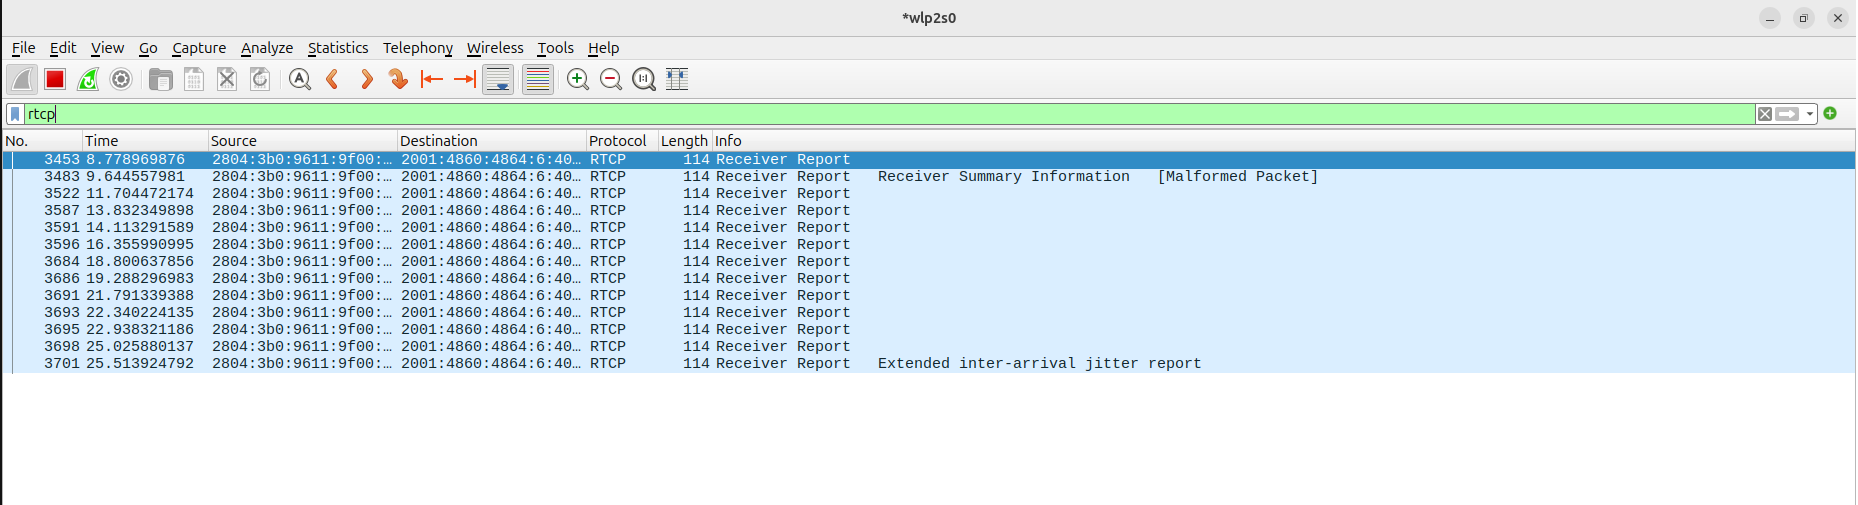 *wlp2s0
File Edit View Go Capture Analyze Statistics Telephony Wireless Tools Help
rtcp
No. Time Source Destination Protocol Length Info
3453 8.778969876 2804:3b0:9611:9f00:… 2001:4860:4864:6:40… RTCP 114 Receiver Report
3483 9.644557981 2804:3b0:9611:9f00:… 2001:4860:4864:6:40… RTCP 114 Receiver Report Receiver Summary Information [Malformed Packet]
3522 11.704472174 2804:3b0:9611:9f00:… 2001:4860:4864:6:40… RTCP 114 Receiver Report
3587 13.832349898 2804:3b0:9611:9f00:… 2001:4860:4864:6:40… RTCP 114 Receiver Report
3591 14.113291589 2804:3b0:9611:9f00:… 2001:4860:4864:6:40… RTCP 114 Receiver Report
3596 16.355990995 2804:3b0:9611:9f00:… 2001:4860:4864:6:40… RTCP 114 Receiver Report
3684 18.800637856 2804:3b0:9611:9f00:… 2001:4860:4864:6:40… RTCP 114 Receiver Report
3686 19.288296983 2804:3b0:9611:9f00:… 2001:4860:4864:6:40… RTCP 114 Receiver Report
3691 21.791339388 2804:3b0:9611:9f00:… 2001:4860:4864:6:40… RTCP 114 Receiver Report
3693 22.340224135 2804:3b0:9611:9f00:… 2001:4860:4864:6:40… RTCP 114 Receiver Report
3695 22.938321186 2804:3b0:9611:9f00:… 2001:4860:4864:6:40… RTCP 114 Receiver Report
3698 25.025880137 2804:3b0:9611:9f00:… 2001:4860:4864:6:40… RTCP 114 Receiver Report
3701 25.513924792 2804:3b0:9611:9f00:… 2001:4860:4864:6:40… RTCP 114 Receiver Report Extended inter-arrival jitter report